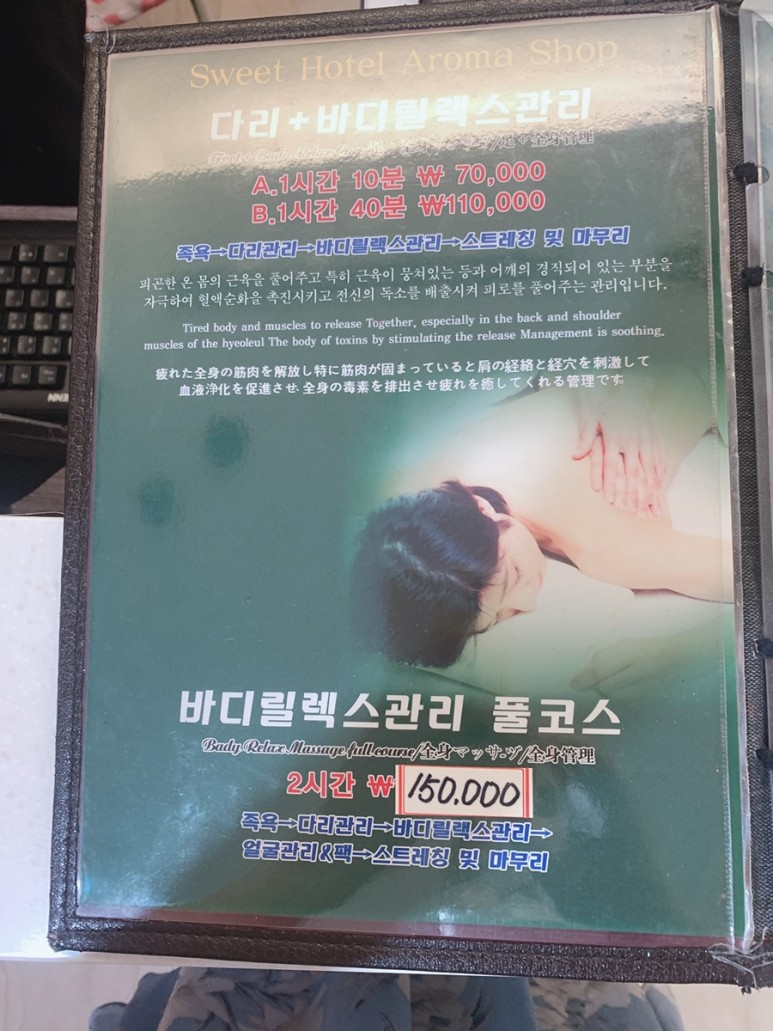 Sweet Hotel Aroma Shop
다리+바디릴랙스관리
全身管理
A.1시간 10분 ₩ 70,000
B.1시간 40분 ₩110,000
족욕→다리관리→바디릴랙스관리→스트레칭 및 마무리
피곤한 온 몸의 근육을 풀어주고 특히 근육이 뭉쳐있는 등과 어깨의 경직되어 있는 부분을
자극하여 혈액순화을 촉진시키고 전신의 독소를 배출시켜 피로를 풀어주는 관리입니다.
Tired body and muscles to release Together, especially in the back and shoulder
muscles of the hyeoleul The body of toxins by stimulating the release Management is soothing.
疲れた全身の筋肉を解放し特に筋肉が固まっていると肩の経絡と経穴を刺激して
血液浄化を促進させ、全身の毒素を排出させ疲れを癒してくれる管理です
바디릴렉스관리 풀코스
Bady Relax Massage full course/全身マッサ-ツ/全身管理
2시간 ₩ 150.000
족욕→다리관리→바디릴랙스관리→
얼굴관리&팩→스트레칭 및 마무리